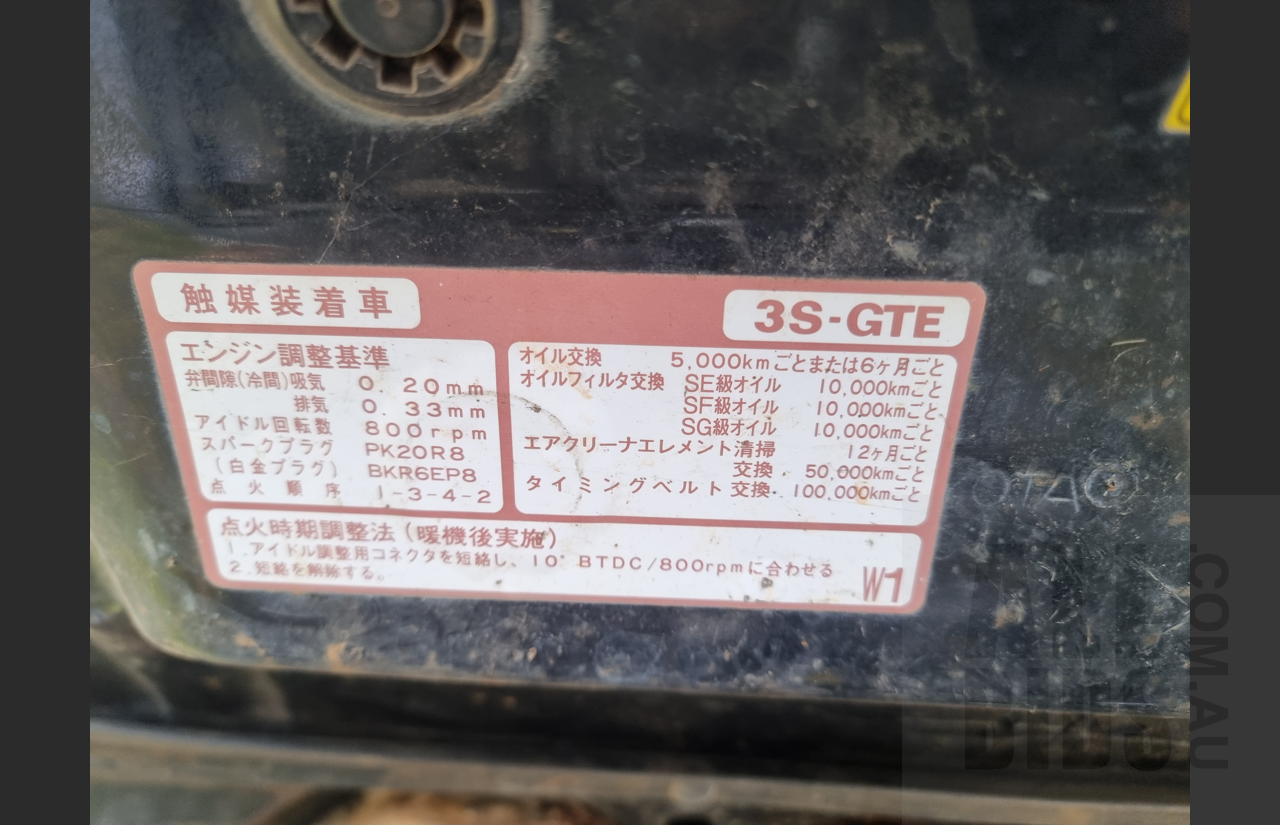 触媒装着車
3S-GTE
エンジン調整基準
弁間隙(冷間)吸気 0.20mm
排気 0.33mm
アイドル回転数 800rpm
スパークプラグ PK20R8
(白金プラグ) BKR6EP8
点火順序 1-3-4-2
オイル交換 5,000kmごとまたは6ヶ月ごと
オイルフィルタ交換 SE級オイル 10,000kmごと
SF級オイル 10,000kmごと
SG級オイル 10,000kmごと
エアクリーナエレメント清掃 12ヶ月ごと
交換 50,000kmごと
タイミングベルト交換 100,000kmごと
点火時期調整法(暖機後実施)
1.アイドル調整用コネクタを短絡し、10°BTDC/800rpmに合わせる
2.短絡を解除する。
W1
ALL
BIDS
.COM.AU